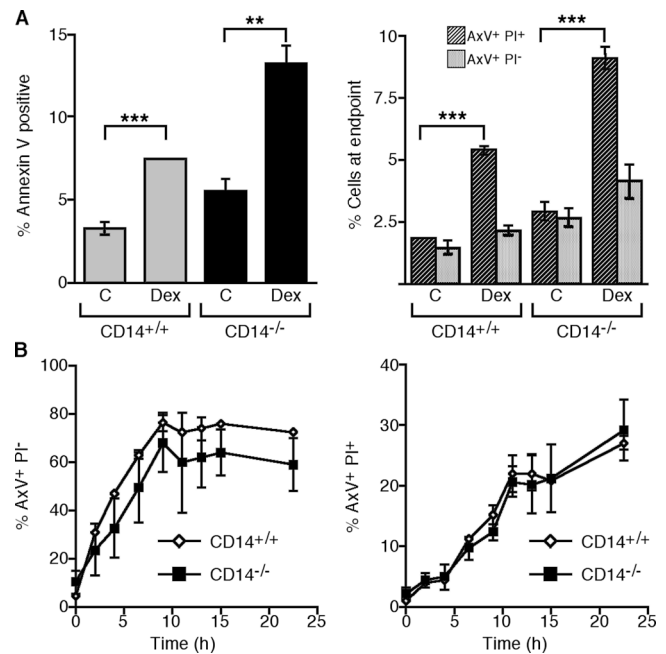 A
% Annexin V positive
15
10
5
0
***
**
C Dex C Dex
CD14+/+ CD14-/-
% Cells at endpoint
10
7.5
5
2.5
0
AxV+ PI+
AxV+ PI-
***
***
C Dex C Dex
CD14+/+ CD14-/-
B
% AxV+ PI-
100
80
60
40
20
0
CD14+/+
CD14-/-
0 5 10 15 20 25
Time (h)
% AxV+ PI+
40
30
20
10
0
CD14+/+
CD14-/-
0 5 10 15 20 25
Time (h)